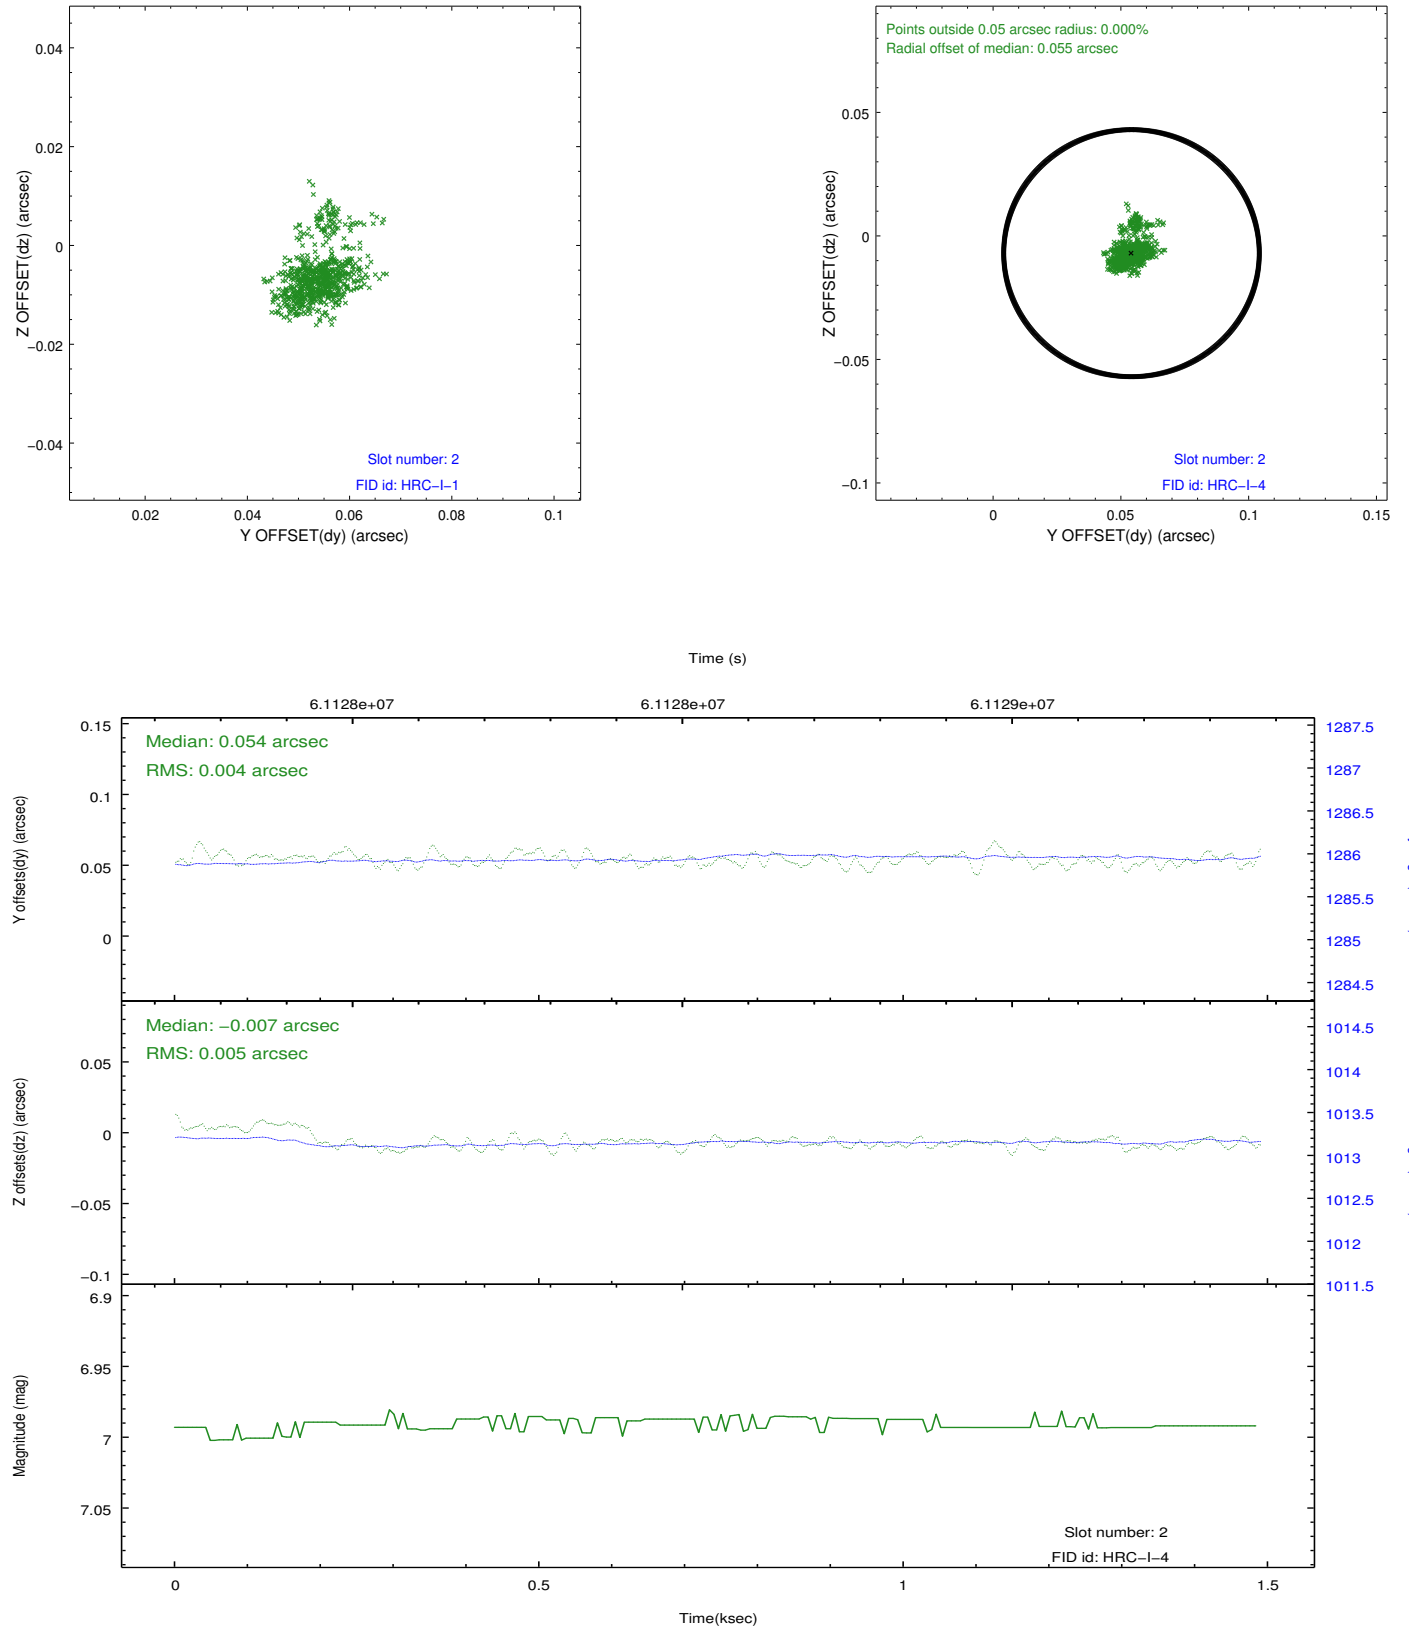 0.04
0.02
0
−0.02
−0.04
Z OFFSET(dz) (arcsec)
Slot number: 2
FID id: HRC−I−1
0.02 0.04 0.06 0.08 0.1
Y OFFSET(dy) (arcsec)
Points outside 0.05 arcsec radius: 0.000%
Radial offset of median: 0.055 arcsec
0.05
0
−0.05
−0.1
Z OFFSET(dz) (arcsec)
Slot number: 2
FID id: HRC−I−4
0 0.05 0.1 0.15
Y OFFSET(dy) (arcsec)
Time (s)
6.1128e+07 6.1128e+07 6.1129e+07
Median: 0.054 arcsec
RMS: 0.004 arcsec
0.15
0.1
0.05
0
Y offsets(dy) (arcsec)
1287.5
1287
1286.5
1286
1285.5
1285
1284.5
Median: −0.007 arcsec
RMS: 0.005 arcsec
0.05
0
−0.05
−0.1
Z offsets(dz) (arcsec)
1014.5
1014
1013.5
1013
1012.5
1012
1011.5
6.9
6.95
7
7.05
Magnitude (mag)
Slot number: 2
FID id: HRC−I−4
0 0.5 1 1.5
Time(ksec)